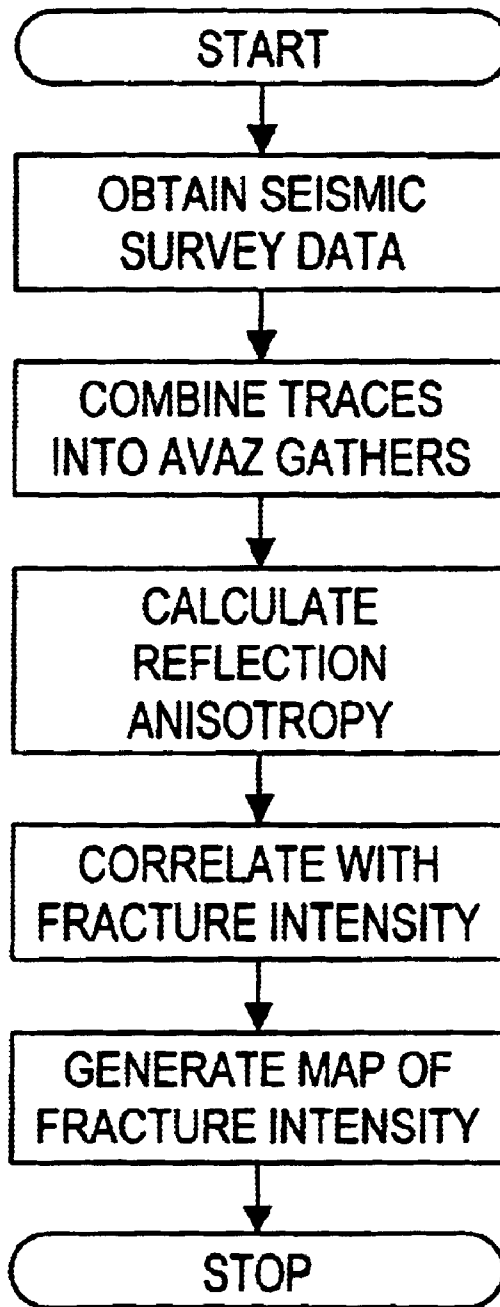 START
OBTAIN SEISMIC
SURVEY DATA
COMBINE TRACES
INTO AVAZ GATHERS
CALCULATE
REFLECTION
ANISOTROPY
CORRELATE WITH
FRACTURE INTENSITY
GENERATE MAP OF
FRACTURE INTENSITY
STOP